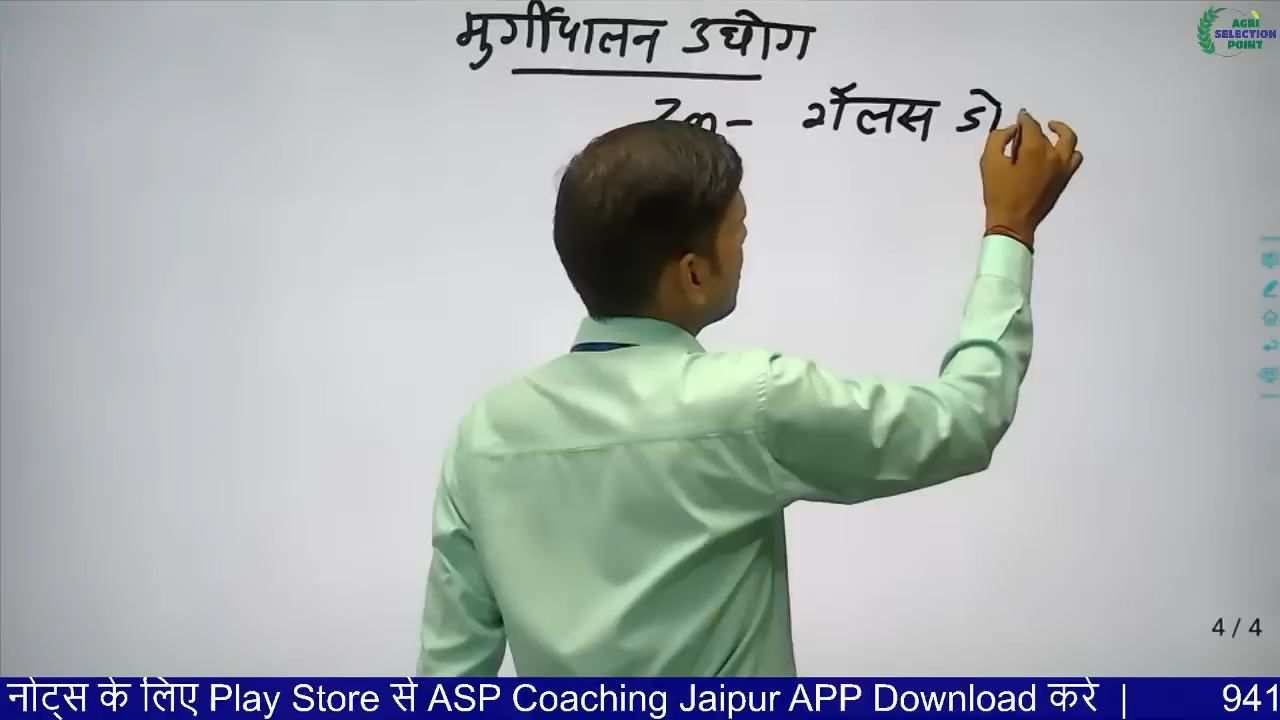 मुर्गीपालन उद्योग
AGRI
SELECTION
POINT
- गैलस डो
4 / 4
नोट्स के लिए Play Store से ASP Coaching Jaipur APP Download करे |
941